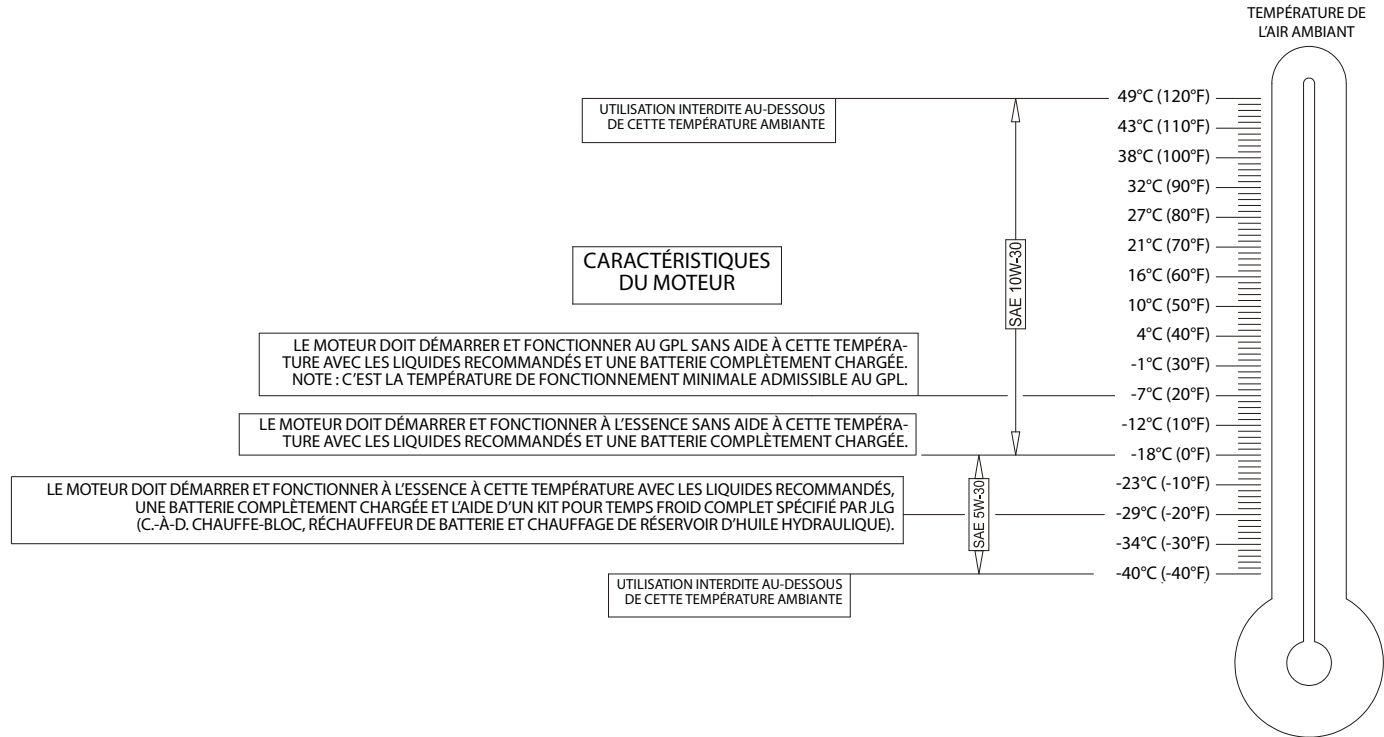 TEMPÉRATURE DE
L'AIR AMBIANT
49°C (120°F)
UTILISATION INTERDITE AU-DESSOUS
DE CETTE TEMPÉRATURE AMBIANTE
43°C (110°F)
38°C (100°F)
32°C (90°F)
27°C (80°F)
21°C (70°F)
CARACTÉRISTIQUES
DU MOTEUR
SAE 10W-30
16°C (60°F)
10°C (50°F)
4°C (40°F)
LE MOTEUR DOIT DÉMARRER ET FONCTIONNER AU GPL SANS AIDE À CETTE TEMPÉRA-
TURE AVEC LES LIQUIDES RECOMMANDÉS ET UNE BATTERIE COMPLÈTEMENT CHARGÉE.
NOTE : C'EST LA TEMPÉRATURE DE FONCTIONNEMENT MINIMALE ADMISSIBLE AU GPL.
-1°C (30°F)
-7°C (20°F)
LE MOTEUR DOIT DÉMARRER ET FONCTIONNER À L'ESSENCE SANS AIDE À CETTE TEMPÉRA-
TURE AVEC LES LIQUIDES RECOMMANDÉS ET UNE BATTERIE COMPLÈTEMENT CHARGÉE.
-12°C (10°F)
-18°C (0°F)
LE MOTEUR DOIT DÉMARRER ET FONCTIONNER À L'ESSENCE À CETTE TEMPÉRATURE AVEC LES LIQUIDES RECOMMANDÉS,
UNE BATTERIE COMPLÈTEMENT CHARGÉE ET L'AIDE D'UN KIT POUR TEMPS FROID COMPLET SPÉCIFIÉ PAR JLG
(C.-À-D. CHAUFFE-BLOC, RÉCHAUFFEUR DE BATTERIE ET CHAUFFAGE DE RÉSERVOIR D'HUILE HYDRAULIQUE).
SAE 5W-30
-23°C (-10°F)
-29°C (-20°F)
-34°C (-30°F)
-40°C (-40°F)
UTILISATION INTERDITE AU-DESSOUS
DE CETTE TEMPÉRATURE AMBIANTE